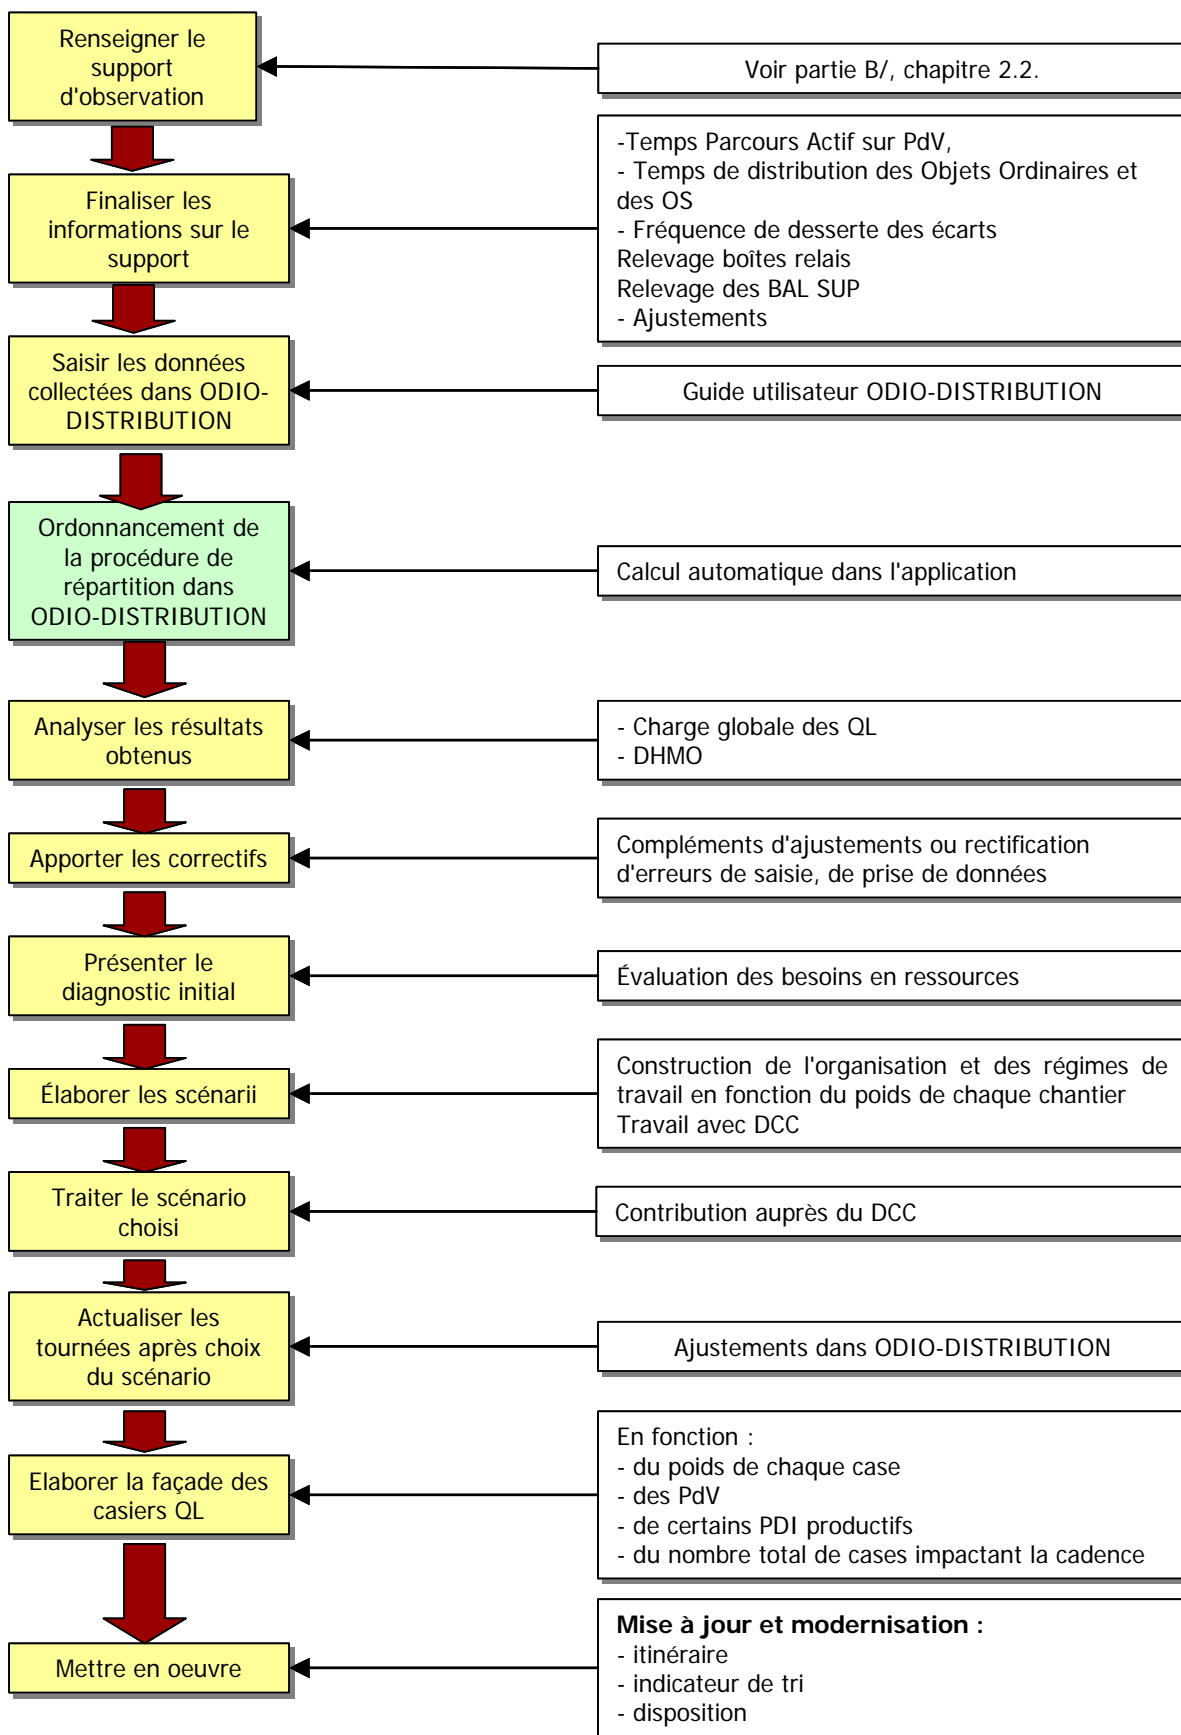 Renseigner le
support
d'observation
Voir partie B/, chapitre 2.2.
Finaliser les
informations sur le
support
-Temps Parcours Actif sur PdV,
- Temps de distribution des Objets Ordinaires et
des OS
- Fréquence de desserte des écarts
Relevage boîtes relais
Relevage des BAL SUP
- Ajustements
Saisir les données
collectées dans ODIO-
DISTRIBUTION
Guide utilisateur ODIO-DISTRIBUTION
Ordonnancement de
la procédure de
répartition dans
ODIO-DISTRIBUTION
Calcul automatique dans l'application
Analyser les résultats
obtenus
- Charge globale des QL
- DHMO
Apporter les correctifs
Compléments d'ajustements ou rectification
d'erreurs de saisie, de prise de données
Présenter le
diagnostic initial
Évaluation des besoins en ressources
Élaborer les scénarii
Construction de l'organisation et des régimes de
travail en fonction du poids de chaque chantier
Travail avec DCC
Traiter le scénario
choisi
Contribution auprès du DCC
Actualiser les
tournées après choix
du scénario
Ajustements dans ODIO-DISTRIBUTION
Elaborer la façade des
casiers QL
En fonction :
- du poids de chaque case
- des PdV
- de certains PDI productifs
- du nombre total de cases impactant la cadence
Mettre en oeuvre
Mise à jour et modernisation :
- itinéraire
- indicateur de tri
- disposition